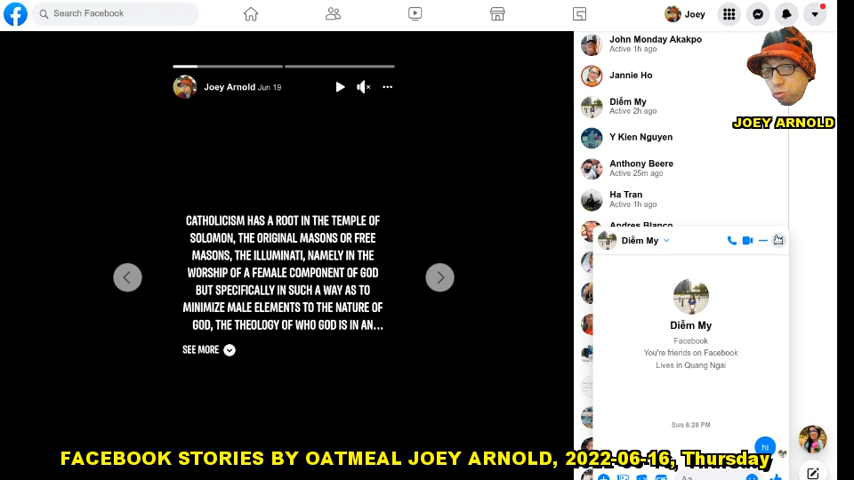 Search Facebook
Joey
John Monday Akakpo
Active 1h ago
Jannie Ho
JOEY ARNOLD
Joey Arnold Jun 19
Diễm My
Active 2h ago
Y Kien Nguyen
Anthony Beere
Active 25m ago
Ha Tran
Active 1h ago
Andres Blanco
CATHOLICISM HAS A ROOT IN THE TEMPLE OF
SOLOMON, THE ORIGINAL MASONS OR FREE
MASONS, THE ILLUMINATI, NAMELY IN THE
WORSHIP OF A FEMALE COMPONENT OF GOD
BUT SPECIFICALLY IN SUCH A WAY AS TO
MINIMIZE MALE ELEMENTS TO THE NATURE OF
GOD, THE THEOLOGY OF WHO GOD IS IN AN...
SEE MORE
Diễm My
Diễm My
Facebook
You're friends on Facebook
Lives in Quang Ngai
Sun 6:28 PM
hi
FACEBOOK STORIES BY OATMEAL JOEY ARNOLD, 2022-06-16, Thursday
Aa